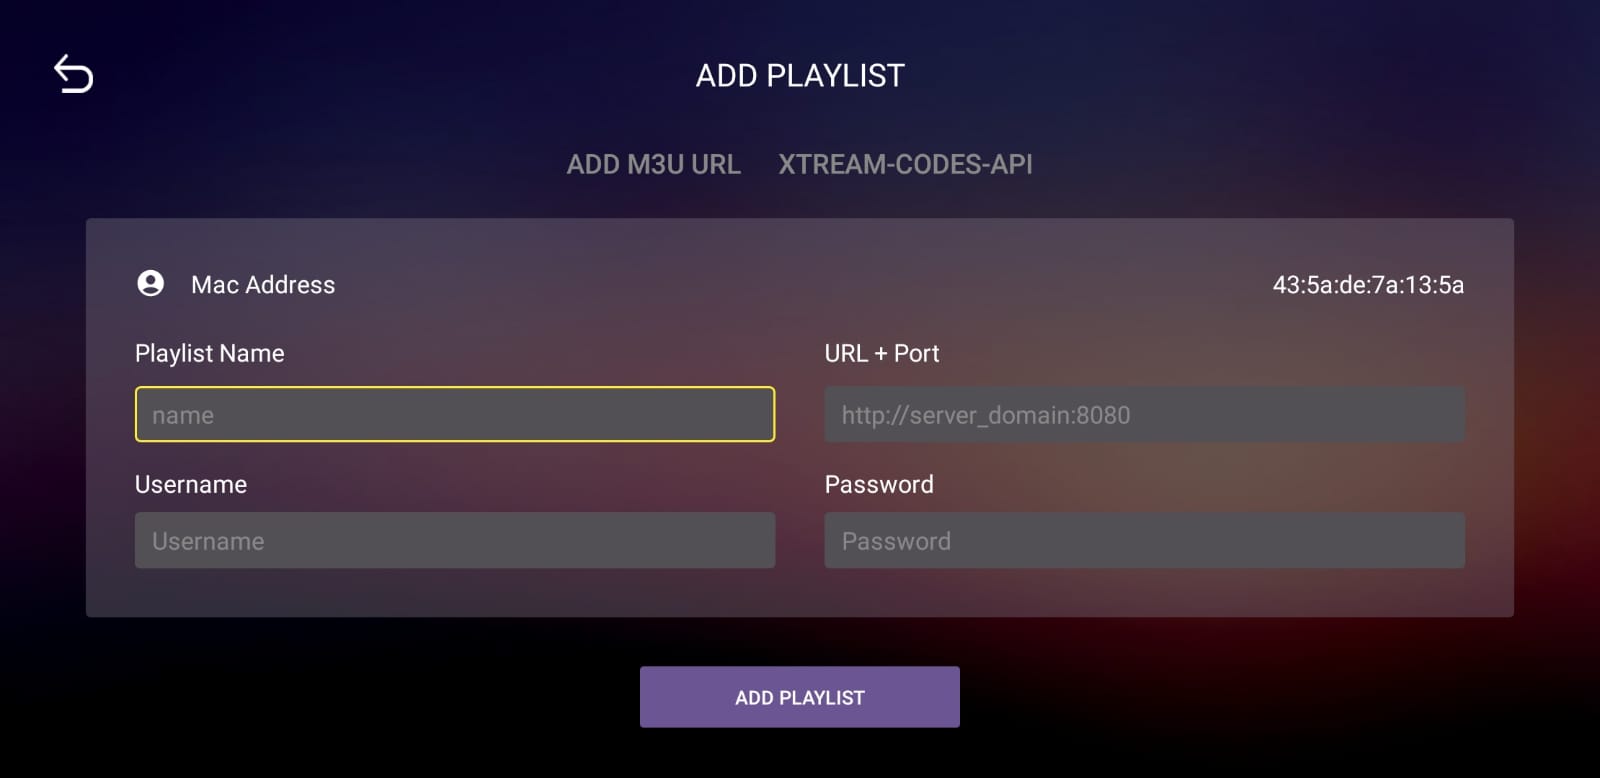 ADD PLAYLIST
ADD M3U URL XTREAM-CODES-API
Mac Address 43:5a:de:7a:13:5a
Playlist Name URL + Port
name http://server_domain:8080
Username Password
Username Password
ADD PLAYLIST